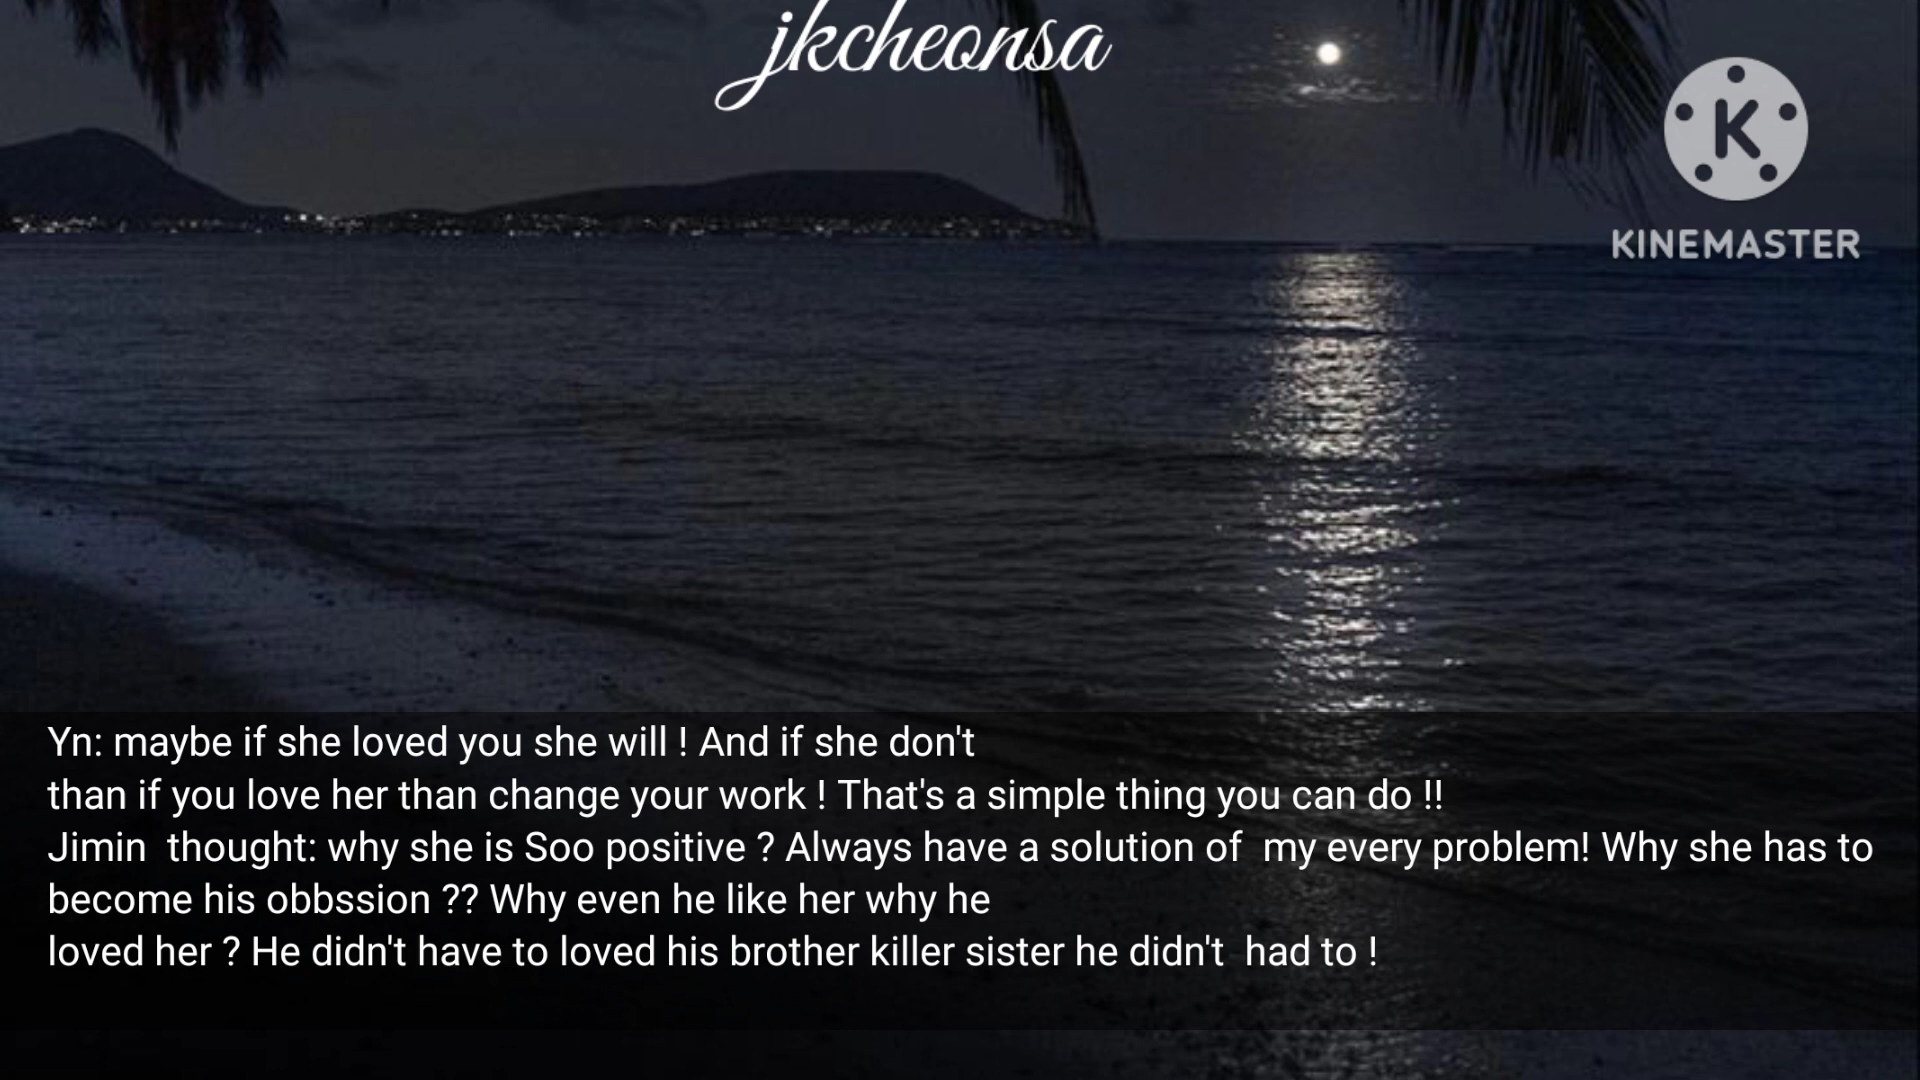 jkcheonsa
K
KINEMASTER
Yn: maybe if she loved you she will ! And if she don't
than if you love her than change your work ! That's a simple thing you can do !!
Jimin  thought: why she is Soo positive ? Always have a solution of  my every problem! Why she has to
become his obbssion ?? Why even he like her why he
loved her ? He didn't have to loved his brother killer sister he didn't  had to !